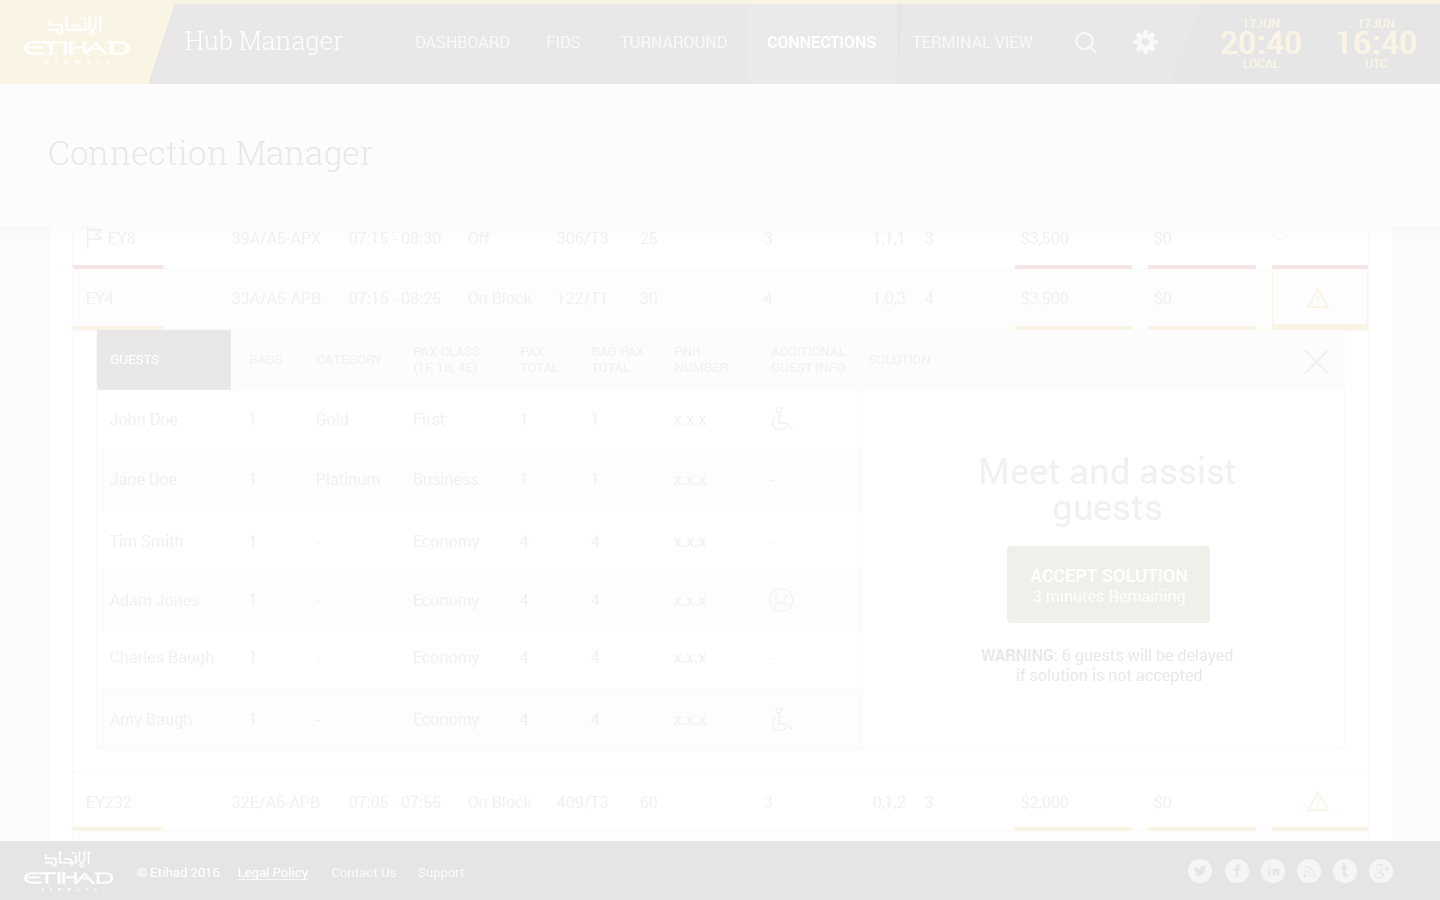 الإتحاد
ETIHAD
AIRWAYS
Hub Manager
DASHBOARD
FIDS
TURNAROUND
CONNECTIONS
TERMINAL VIEW
17JUN
20:40
LOCAL
17JUN
16:40
UTC
Connection Manager
EY8 39A/A5-APX 07:15 - 08:30 Off 306/T3 25 3 1,1,1 3 $3,500 $0 -
EY4 33A/A5-APB 07:15 - 08:25 On Block 122/T1 30 4 1,0,3 4 $3,500 $0
GUESTS
BAGS
CATEGORY
PAX CLASS
(1F, 1B, 4E)
PAX
TOTAL
BAG PAX
TOTAL
PNR
NUMBER
ADDITIONAL
GUEST INFO
SOLUTION
John Doe 1 Gold First 1 1 x.x.x
Jane Doe 1 Platinum Business 1 1 x.x.x -
Tim Smith 1 - Economy 4 4 x.x.x -
Adam Jones 1 - Economy 4 4 x.x.x
Charles Baugh 1 - Economy 4 4 x.x.x -
Amy Baugh 1 - Economy 4 4 x.x.x
Meet and assist
guests
ACCEPT SOLUTION
3 minutes Remaining
WARNING: 6 guests will be delayed
if solution is not accepted
EY232 32E/A6-APB 07:05 - 07:55 On Block 409/T3 60 3 0,1,2 3 $2,000 $0
الإتحاد
ETIHAD
AIRWAYS
© Etihad 2016 Legal Policy Contact Us Support